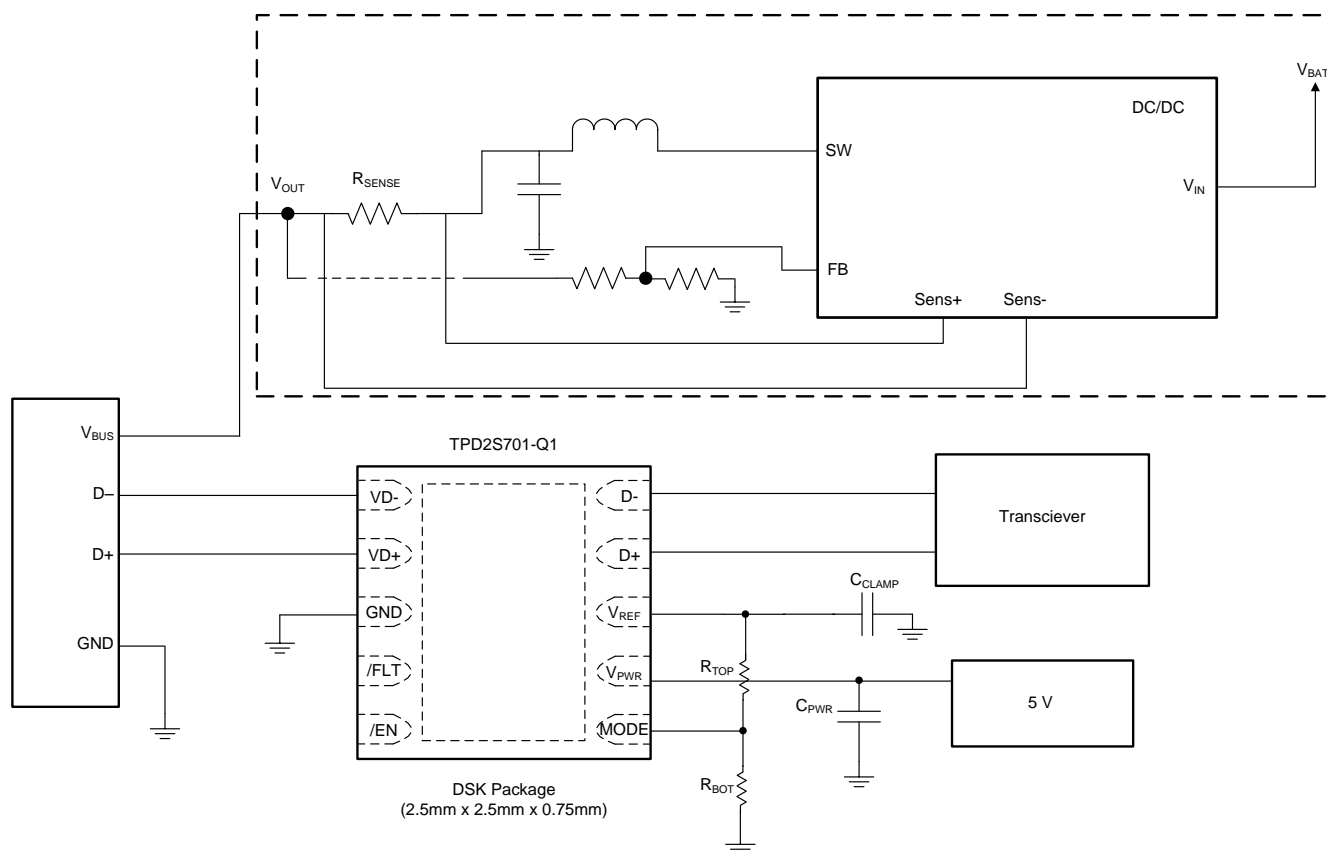 V_BAT
DC/DC
SW
V_IN
R_SENSE
V_OUT
FB
Sens+ Sens-
V_BUS
D–
D+
GND
TPD2S701-Q1
VD-
VD+
GND
/FLT
/EN
D-
D+
V_REF
V_PWR
MODE
DSK Package
(2.5mm x 2.5mm x 0.75mm)
Transciever
C_CLAMP
R_TOP
C_PWR
5 V
R_BOT